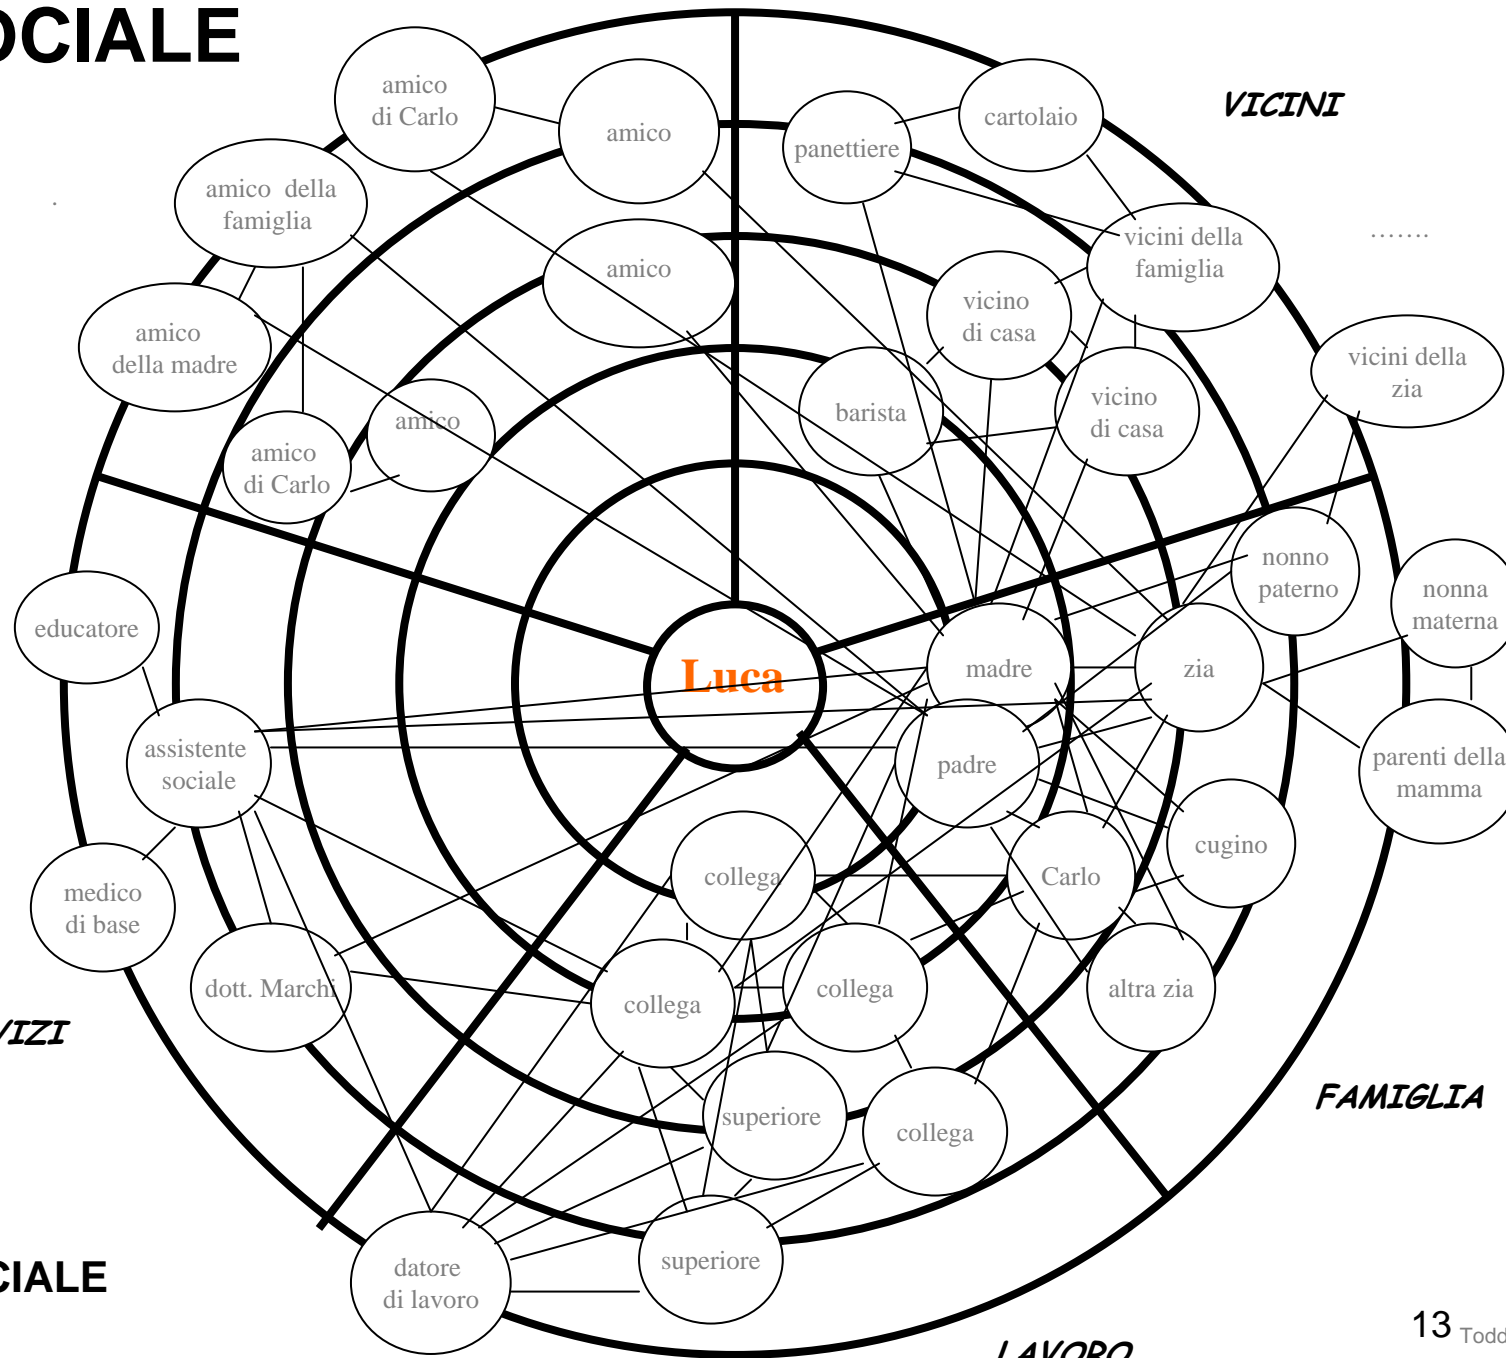 OCIALE
amico
di Carlo
amico
cartolaio
VICINI
panettiere
amico della
famiglia
.
vicini della
famiglia
.......
amico
vicino
di casa
amico
della madre
vicini della
zia
barista
vicino
di casa
amico
amico
di Carlo
nonno
paterno
nonna
materna
educatore
Luca
madre
zia
assistente
sociale
padre
parenti della
mamma
cugino
collega
Carlo
medico
di base
dott. Marchi
collega
collega
altra zia
VIZI
FAMIGLIA
superiore
collega
CIALE
datore
di lavoro
superiore
13 Todd
LAVORO